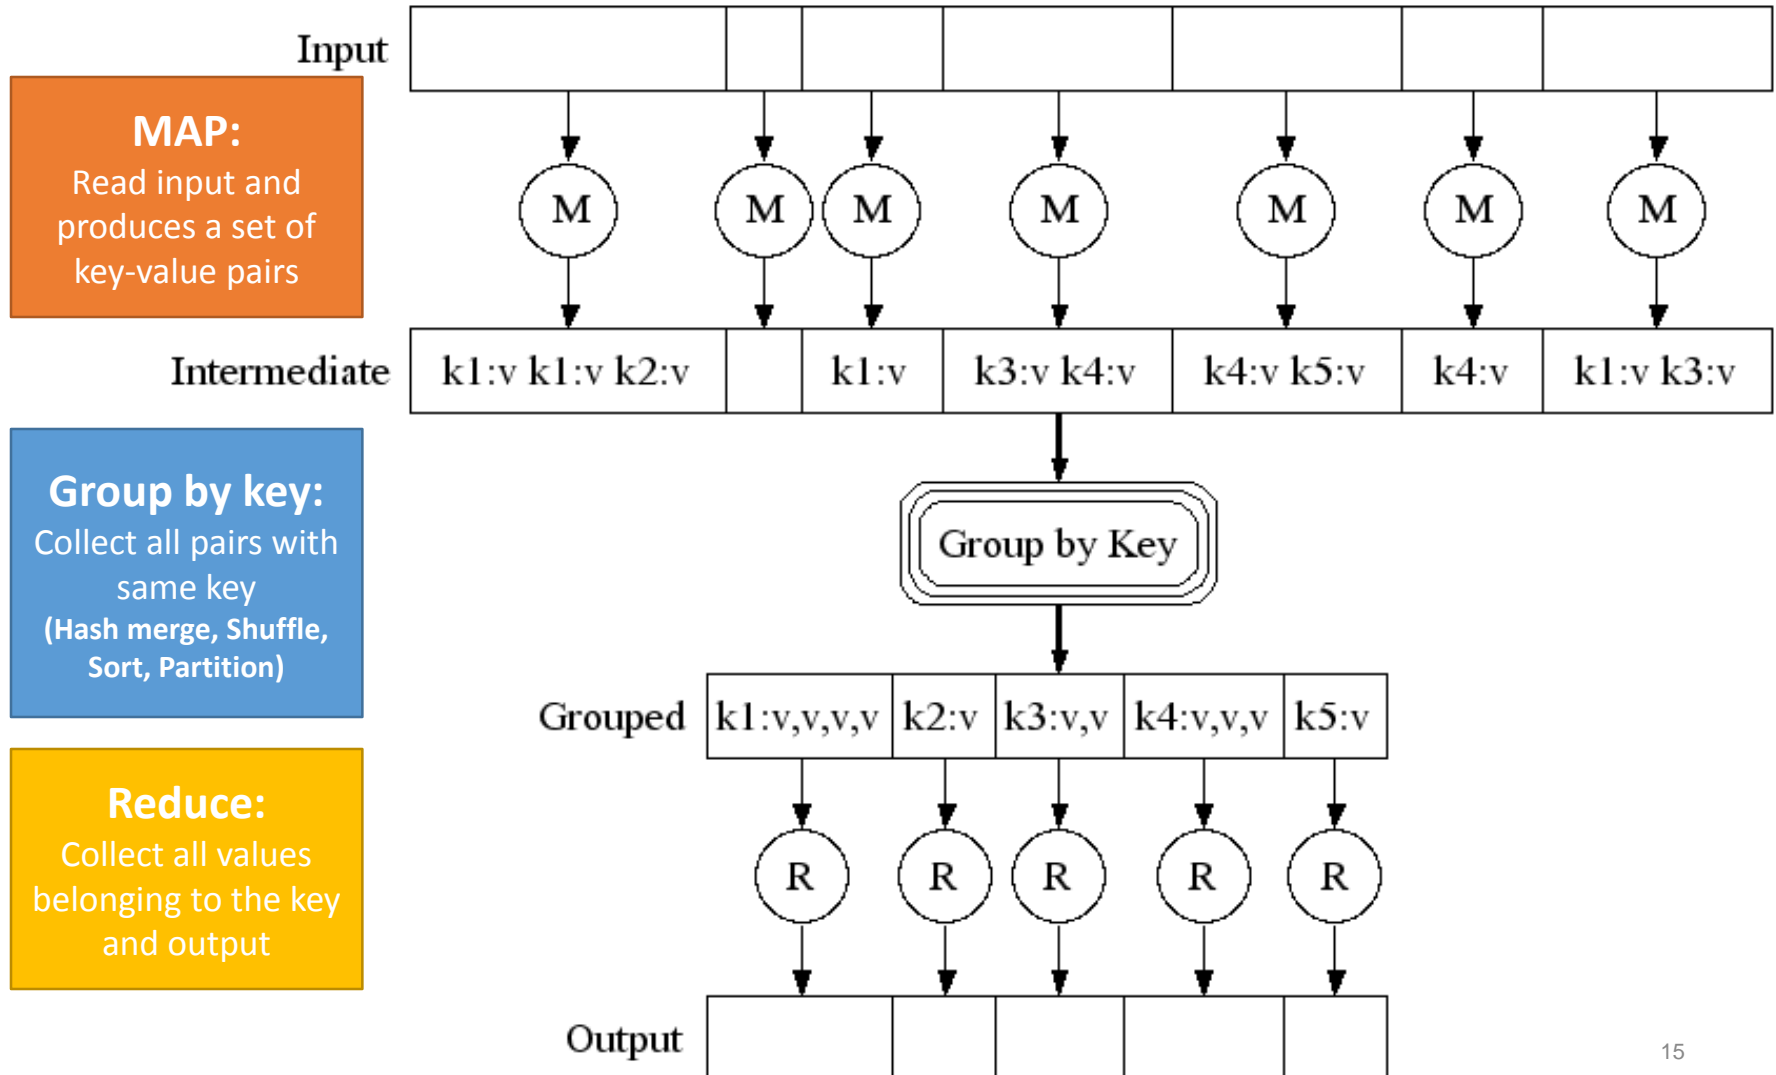 Input
MAP:
Read input and
produces a set of
key-value pairs
M M M M M M M
Intermediate k1:v k1:v k2:v k1:v k3:v k4:v k4:v k5:v k4:v k1:v k3:v
Group by key:
Collect all pairs with
same key
(Hash merge, Shuffle,
Sort, Partition)
Group by Key
Grouped k1:v,v,v,v k2:v k3:v,v k4:v,v,v k5:v
Reduce:
Collect all values
belonging to the key
and output
R R R R R
Output
15